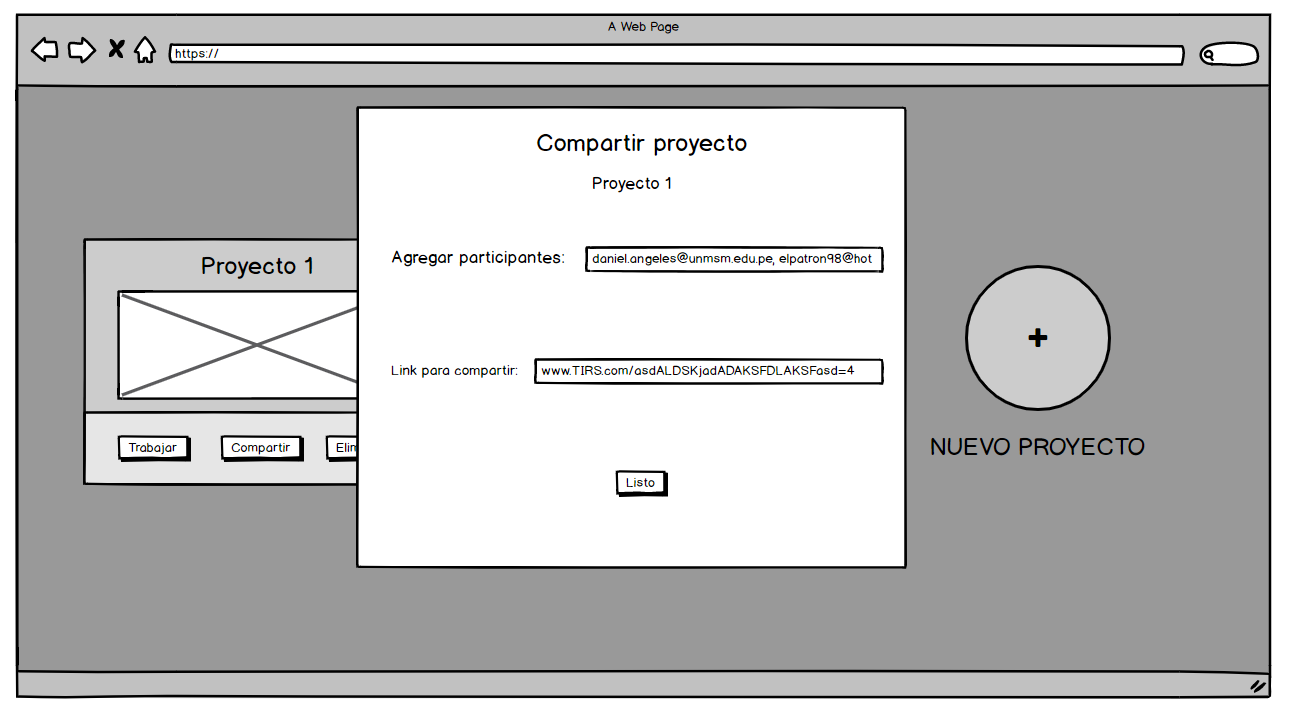 A Web Page
https://
Compartir proyecto
Proyecto 1
Agregar participantes: daniel.angeles@unmsm.edu.pe, elpatron98@hot
Proyecto 1
Link para compartir: www.TIRS.com/asdALDSKjadADAKSFDLAKSFasd=4
+
NUEVO PROYECTO
Trabajar Compartir Elim
Listo